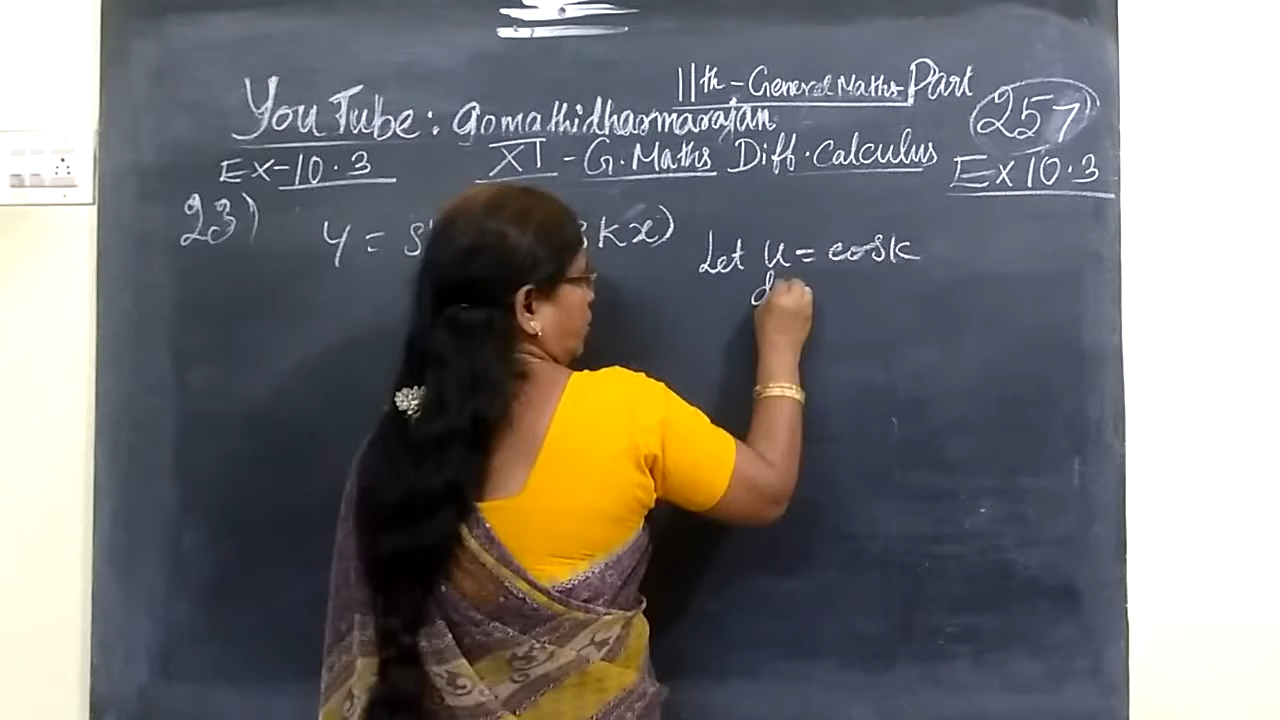 11th - General Maths Part
YouTube: gomathidharmarajan 257
Ex-10.3 XI - G. Maths Diff. Calculus Ex 10.3
23) y = s kx) Let u = cosk
d